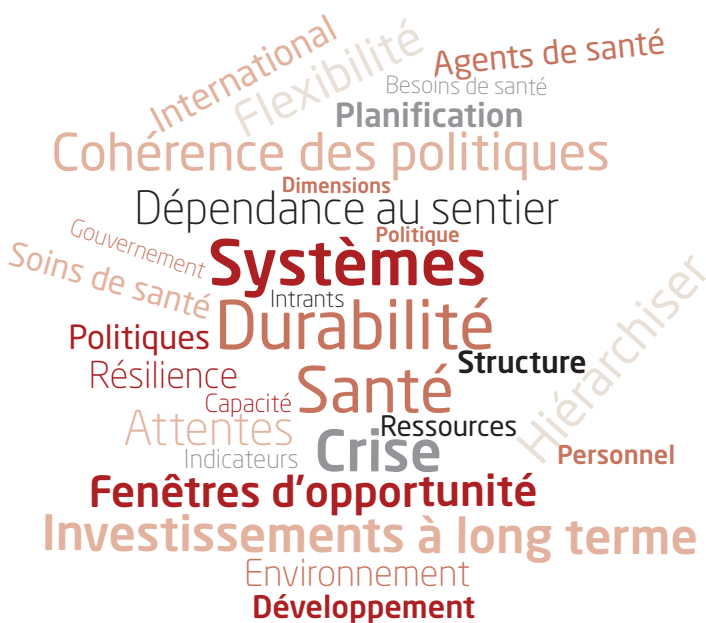 International
Flexibilité
Agents de santé
Besoins de santé
Planification
Cohérence des politiques
Dimensions
Dépendance au sentier
Gouvernement
Politique
Soins de santé
Systèmes
Intrants
Durabilité
Politiques
Hiérarchiser
Structure
Résilience
Santé
Capacité
Attentes
Ressources
Crise
Indicateurs
Personnel
Fenêtres d’opportunité
Investissements à long terme
Environnement
Développement